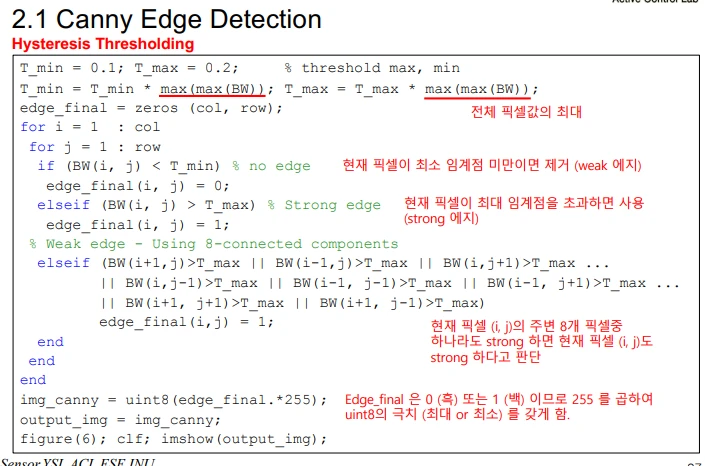 2.1 Canny Edge Detection
Hysteresis Thresholding
T_min = 0.1; T_max = 0.2; % threshold max, min
T_min = T_min * max(max(BW)); T_max = T_max * max(max(BW));
전체 픽셀값의 최대
edge_final = zeros (col, row);
for i = 1 : col
for j = 1 : row
if (BW(i, j) < T_min) % no edge 현재 픽셀이 최소 임계점 미만이면 제거 (weak 에지)
edge_final(i, j) = 0;
elseif (BW(i, j) > T_max) % Strong edge 현재 픽셀이 최대 임계점을 초과하면 사용
(strong 에지)
edge_final(i, j) = 1;
% Weak edge - Using 8-connected components
elseif (BW(i+1,j)>T_max || BW(i-1,j)>T_max || BW(i,j+1)>T_max ...
|| BW(i,j-1)>T_max || BW(i-1, j-1)>T_max || BW(i-1, j+1)>T_max ...
|| BW(i+1, j+1)>T_max || BW(i+1, j-1)>T_max)
edge_final(i,j) = 1;
현재 픽셀 (i, j)의 주변 8개 픽셀중
하나라도 strong 하면 현재 픽셀 (i, j)도
strong 하다고 판단
end
end
end
img_canny = uint8(edge_final.*255); Edge_final 은 0 (흑) 또는 1 (백) 이므로 255 를 곱하여
uint8의 극치 (최대 or 최소) 를 갖게 함.
output_img = img_canny;
figure(6); clf; imshow(output_img);